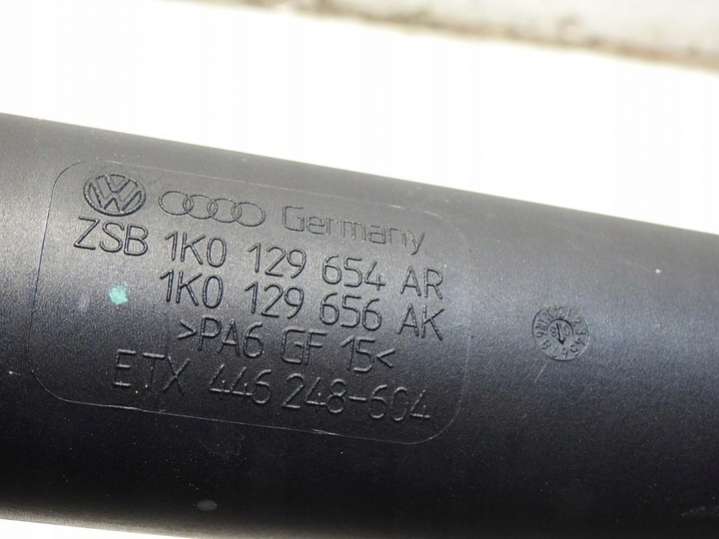 Germany
ZSB 1K0 129 654 AR
1K0 129 656 AK
>PA6 GF 15<
ETX 446 248-604